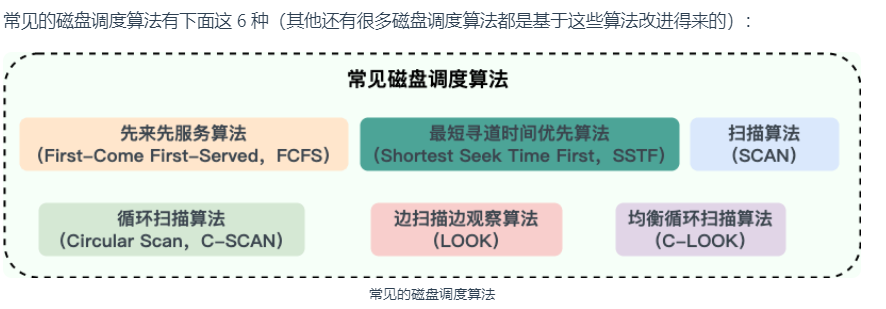 常见的磁盘调度算法有下面这 6 种（其他还有很多磁盘调度算法都是基于这些算法改进得来的）：
常见磁盘调度算法
先来先服务算法
（First-Come First-Served，FCFS）
最短寻道时间优先算法
（Shortest Seek Time First，SSTF）
扫描算法
（SCAN）
循环扫描算法
（Circular Scan，C-SCAN）
边扫描边观察算法
（LOOK）
均衡循环扫描算法
（C-LOOK）
常见的磁盘调度算法